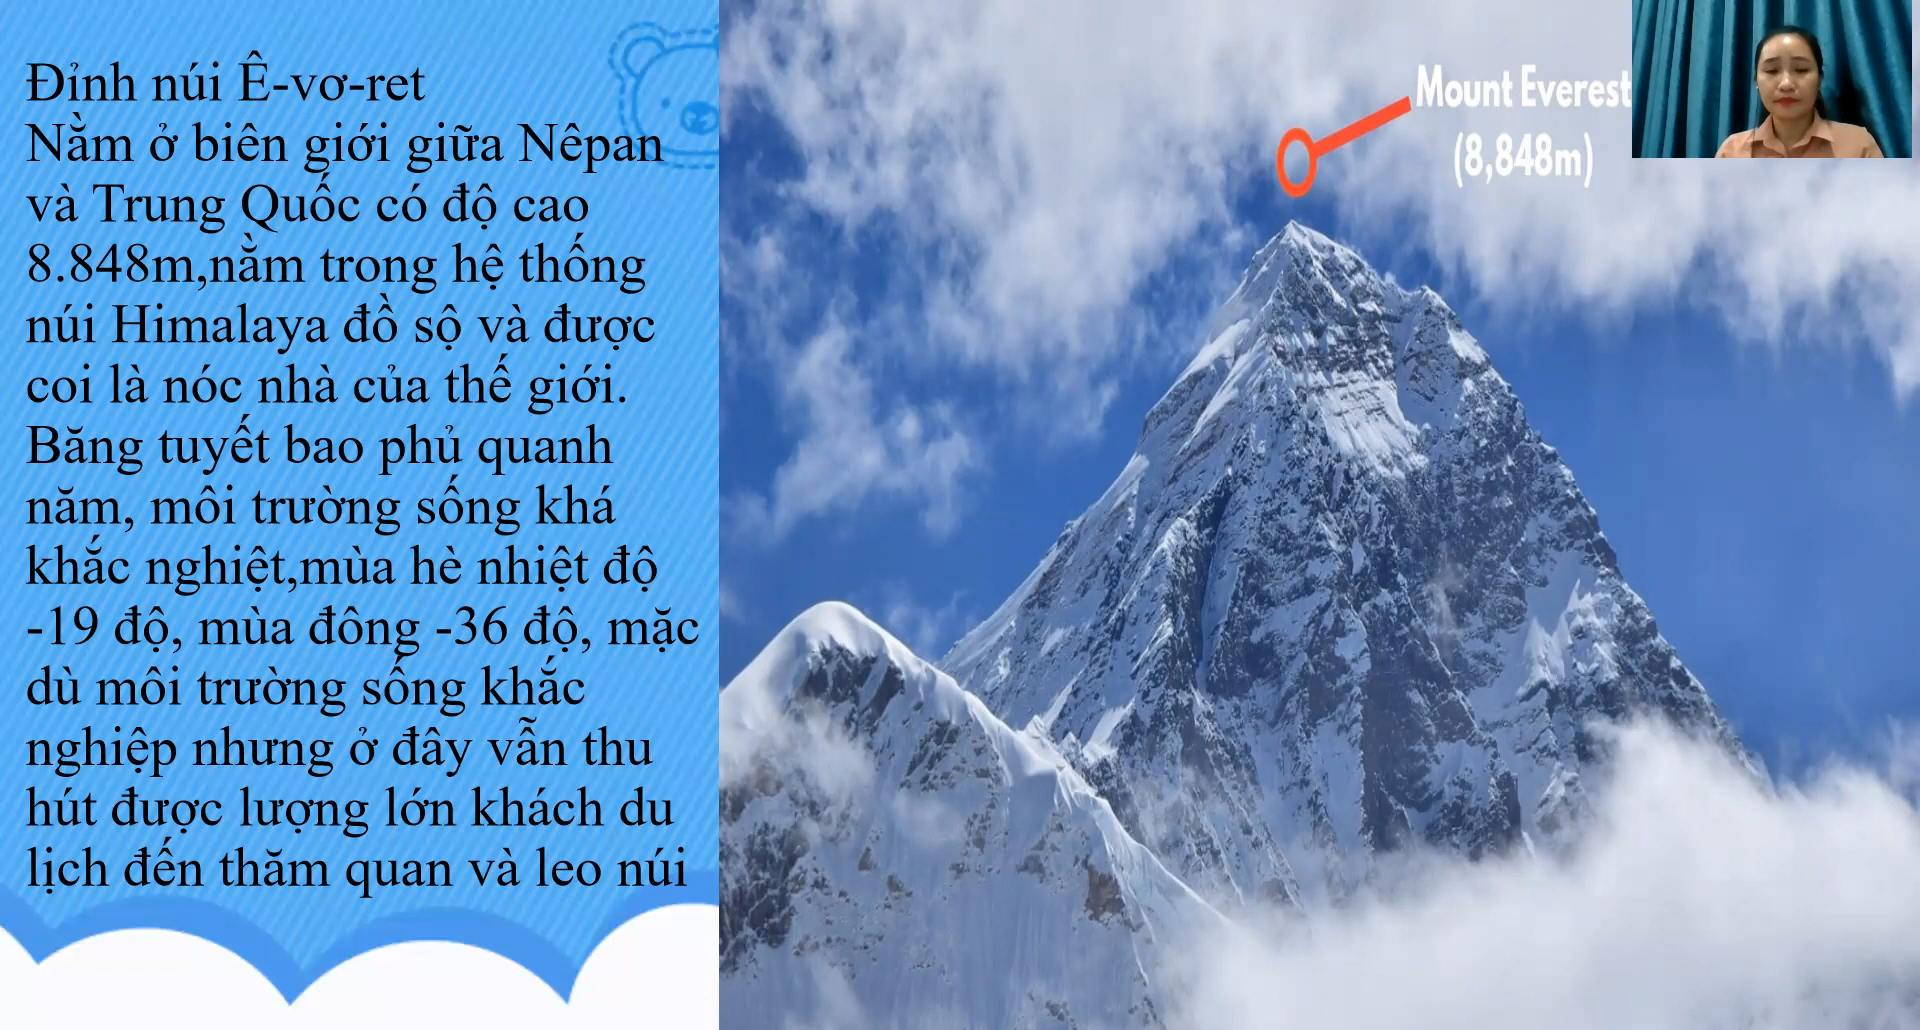 Đỉnh núi Ê-vơ-ret
Nằm ở biên giới giữa Nêpan
và Trung Quốc có độ cao
8.848m,nằm trong hệ thống
núi Himalaya đồ sộ và được
coi là nóc nhà của thế giới.
Băng tuyết bao phủ quanh
năm, môi trường sống khá
khắc nghiệt,mùa hè nhiệt độ
-19 độ, mùa đông -36 độ, mặc
dù môi trường sống khắc
nghiệp nhưng ở đây vẫn thu
hút được lượng lớn khách du
lịch đến thăm quan và leo núi
Mount Everest
(8,848m)